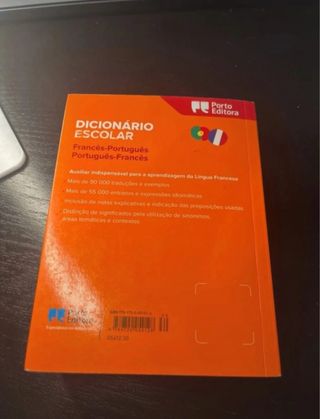 Porto
Editora
DICIONÁRIO
ESCOLAR
Francês-Português
Português-Francês
Auxiliar indispensável para a aprendizagem da Língua Francesa
Mais de 90 000 traduções e exemplos
Mais de 55 000 entradas e expressões idiomáticas
Inclusão de notas explicativas e indicação das preposições usadas
Distinção de significados pela utilização de sinónimos,
áreas temáticas e contextos
Porto
Editora